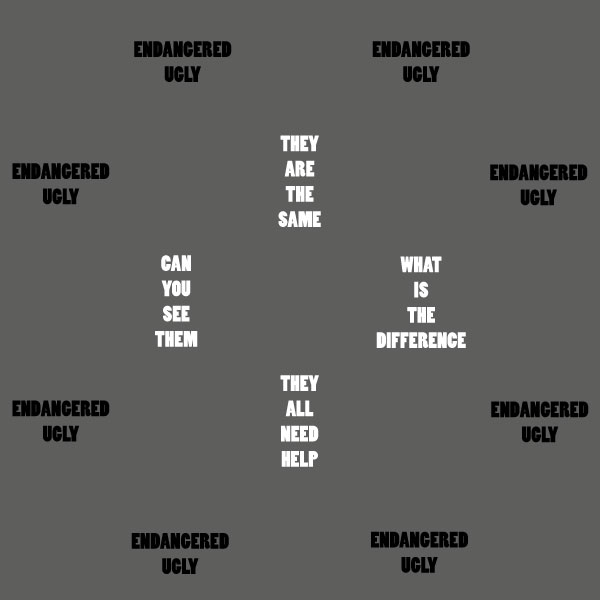 ENDANGERED
UGLY
ENDANGERED
UGLY
THEY
ARE
THE
SAME
ENDANGERED
UGLY
ENDANGERED
UGLY
CAN
YOU
SEE
THEM
WHAT
IS
THE
DIFFERENCE
THEY
ALL
NEED
HELP
ENDANGERED
UGLY
ENDANGERED
UGLY
ENDANGERED
UGLY
ENDANGERED
UGLY